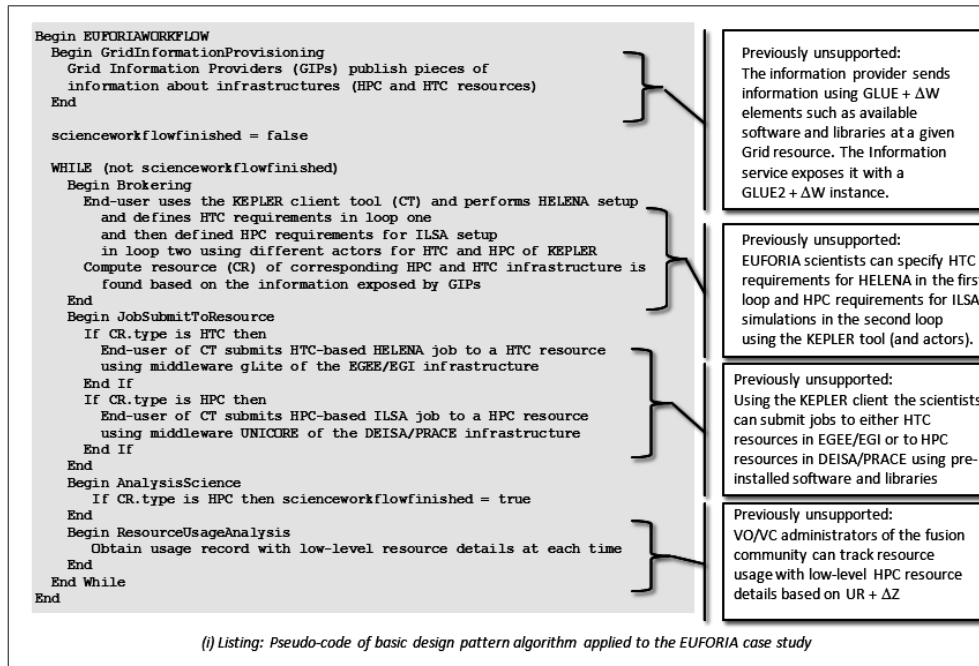 Begin EUFORIAWORKFLOW
Begin GridInformationProvisioning
Grid Information Providers (GIPs) publish pieces of
information about infrastructures (HPC and HTC resources)
End
scienceworkflowfinished = false
WHILE (not scienceworkflowfinished)
Begin Brokering
End-user uses the KEPLER client tool (CT) and performs HELENA setup
and defines HTC requirements in loop one
and then defined HPC requirements for ILSA setup
in loop two using different actors for HTC and HPC of KEPLER
Compute resource (CR) of corresponding HPC and HTC infrastructure is
found based on the information exposed by GIPs
End
Begin JobSubmitToResource
If CR.type is HTC then
End-user of CT submits HTC-based HELENA job to a HTC resource
using middleware gLite of the EGEE/EGI infrastructure
End If
If CR.type is HPC then
End-user of CT submits HPC-based ILSA job to a HPC resource
using middleware UNICORE of the DEISA/PRACE infrastructure
End If
End
Begin AnalysisScience
If CR.type is HPC then scienceworkflowfinished = true
End
Begin ResourceUsageAnalysis
Obtain usage record with low-level resource details at each time
End
End While
End
Previously unsupported:
The information provider sends
information using GLUE + ΔW
elements such as available
software and libraries at a given
Grid resource. The Information
service exposes it with a
GLUE2 + ΔW instance.
Previously unsupported:
EUFORIA scientists can specify HTC
requirements for HELENA in the first
loop and HPC requirements for ILSA
simulations in the second loop
using the KEPLER tool (and actors).
Previously unsupported:
Using the KEPLER client the scientists
can submit jobs to either HTC
resources in EGEE/EGI or to HPC
resources in DEISA/PRACE using pre-
installed software and libraries
Previously unsupported:
VO/VC administrators of the fusion
community can track resource
usage with low-level HPC resource
details based on UR + ΔZ
(i) Listing: Pseudo-code of basic design pattern algorithm applied to the EUFORIA case study